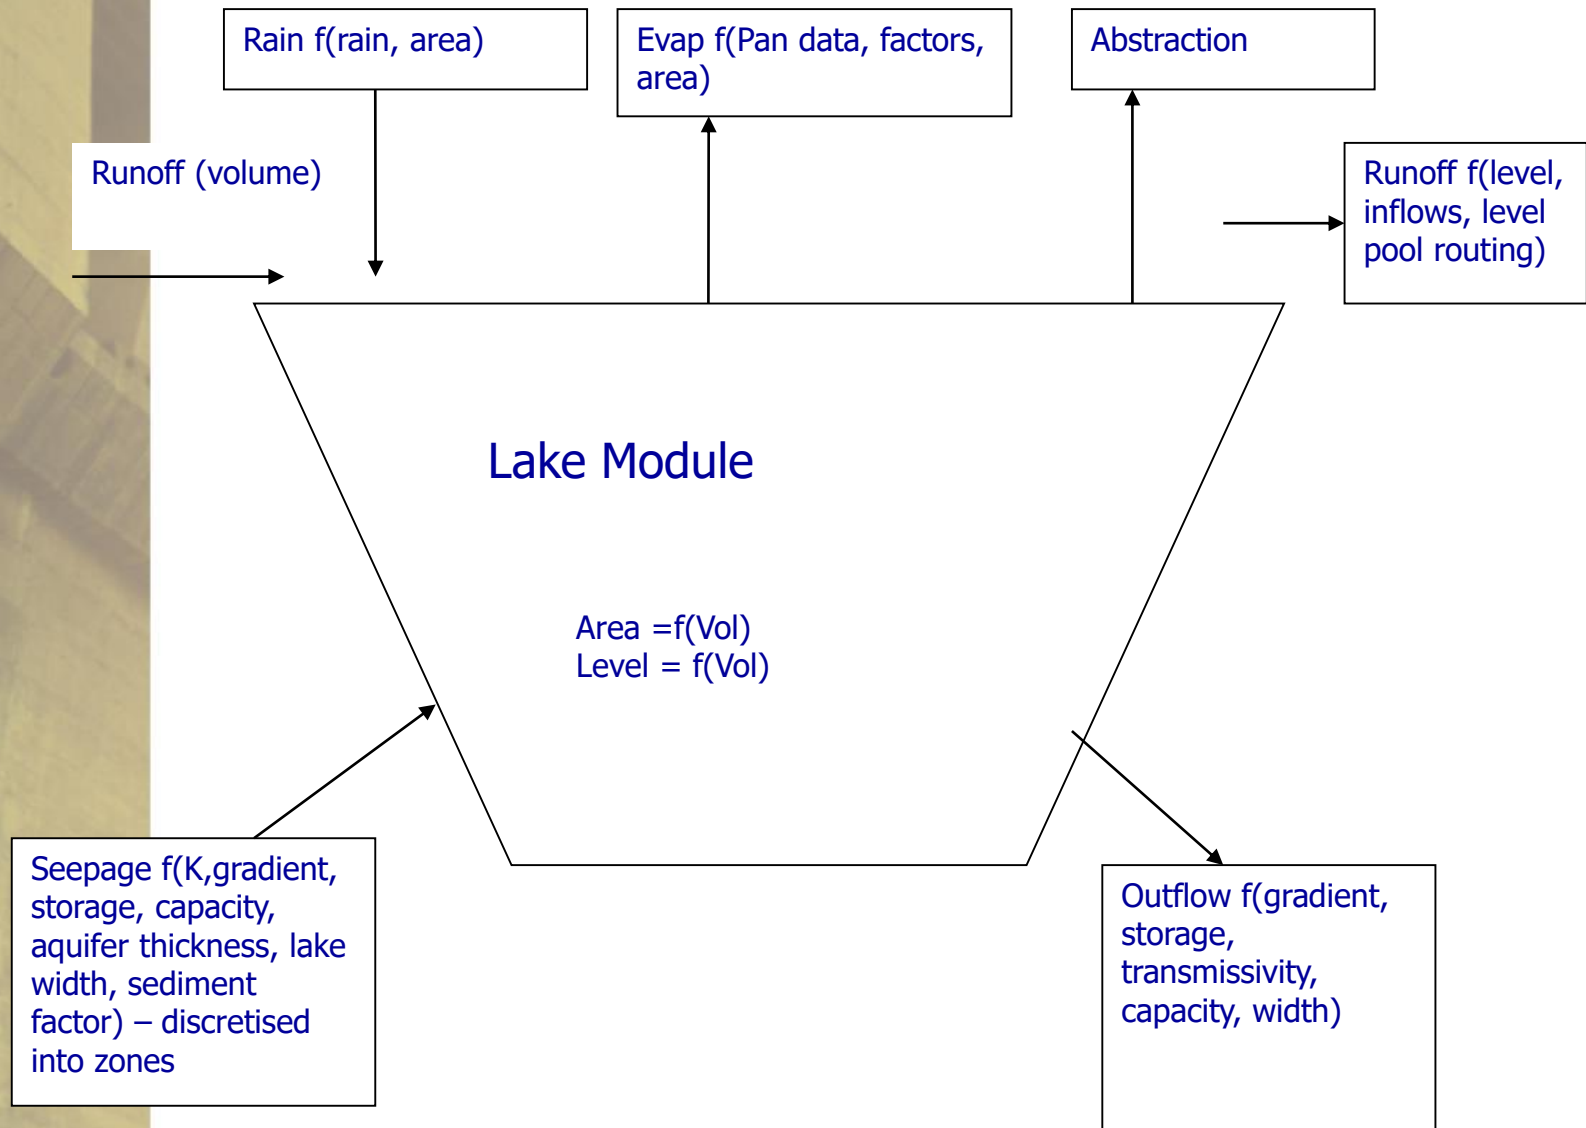 Rain f(rain, area)
Evap f(Pan data, factors,
area)
Abstraction
Runoff (volume)
Runoff f(level,
inflows, level
pool routing)
Lake Module
Area =f(Vol)
Level = f(Vol)
Seepage f(K,gradient,
storage, capacity,
aquifer thickness, lake
width, sediment
factor) – discretised
into zones
Outflow f(gradient,
storage,
transmissivity,
capacity, width)